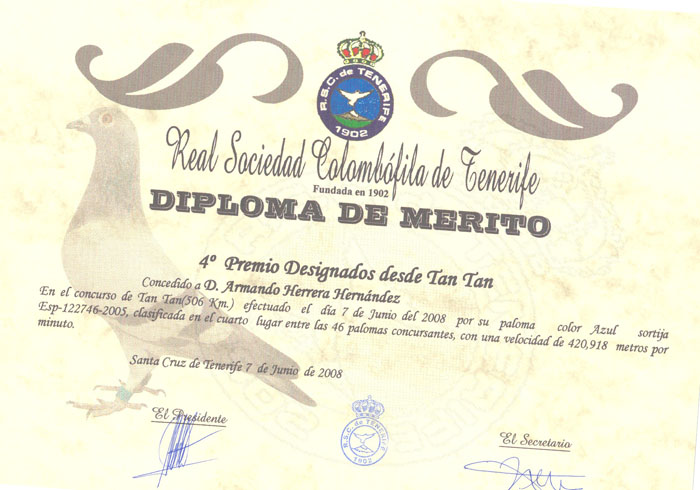 R.S.C. de TENERIFE
1902
Real Sociedad Colombófila de Tenerife
Fundada en 1902
DIPLOMA DE MERITO
4º Premio Designados desde Tan Tan
Concedido a D. Armando Herrera Hernández
En el concurso de Tan Tan(506 Km.) efectuado el dia 7 de Junio del 2008 por su paloma color Azul sortija
Esp-122746-2005, clasificada en el cuarto lugar entre las 46 palomas concursantes, con una velocidad de 420,918 metros por
minuto.
Santa Cruz de Tenerife 7 de Junio de 2008
El Presidente
R.S.C. de TENERIFE
1902
El Secretario